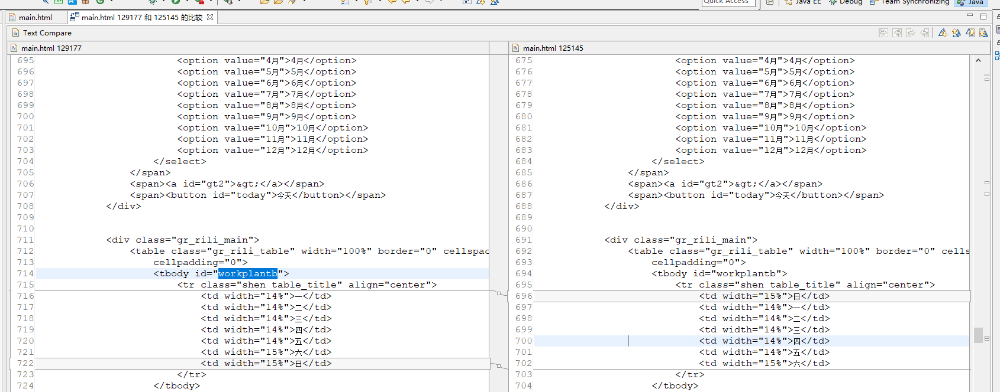 Quick Access
Java EE
Debug
Team Synchronizing
Java
main.html
main.html 129177 和 125145 的比较
Text Compare
main.html 129177
695 <option value="4月">4月</option>
696 <option value="5月">5月</option>
697 <option value="6月">6月</option>
698 <option value="7月">7月</option>
699 <option value="8月">8月</option>
700 <option value="9月">9月</option>
701 <option value="10月">10月</option>
702 <option value="11月">11月</option>
703 <option value="12月">12月</option>
704 </select>
705 </span>
706 <span><a id="gt2">&gt;</a></span>
707 <span><button id="today">今天</button></span>
708 </div>
709
710
711 <div class="gr_rili_main">
712 <table class="gr_rili_table" width="100%" border="0" cellspac
713 cellpadding="0">
714 <tbody id="workplantb">
715 <tr class="shen table_title" align="center">
716 <td width="14%">一</td>
717 <td width="14%">二</td>
718 <td width="14%">三</td>
719 <td width="14%">四</td>
720 <td width="14%">五</td>
721 <td width="15%">六</td>
722 <td width="15%">日</td>
723 </tr>
724 </tbody>
main.html 125145
675 <option value="4月">4月</option>
676 <option value="5月">5月</option>
677 <option value="6月">6月</option>
678 <option value="7月">7月</option>
679 <option value="8月">8月</option>
680 <option value="9月">9月</option>
681 <option value="10月">10月</option>
682 <option value="11月">11月</option>
683 <option value="12月">12月</option>
684 </select>
685 </span>
686 <span><a id="gt2">&gt;</a></span>
687 <span><button id="today">今天</button></span>
688 </div>
689
690
691 <div class="gr_rili_main">
692 <table class="gr_rili_table" width="100%" border="0" cells
693 cellpadding="0">
694 <tbody id="workplantb">
695 <tr class="shen table_title" align="center">
696 <td width="15%">日</td>
697 <td width="14%">一</td>
698 <td width="14%">二</td>
699 <td width="14%">三</td>
700 <td width="14%">四</td>
701 <td width="14%">五</td>
702 <td width="15%">六</td>
703 </tr>
704 </tbody>